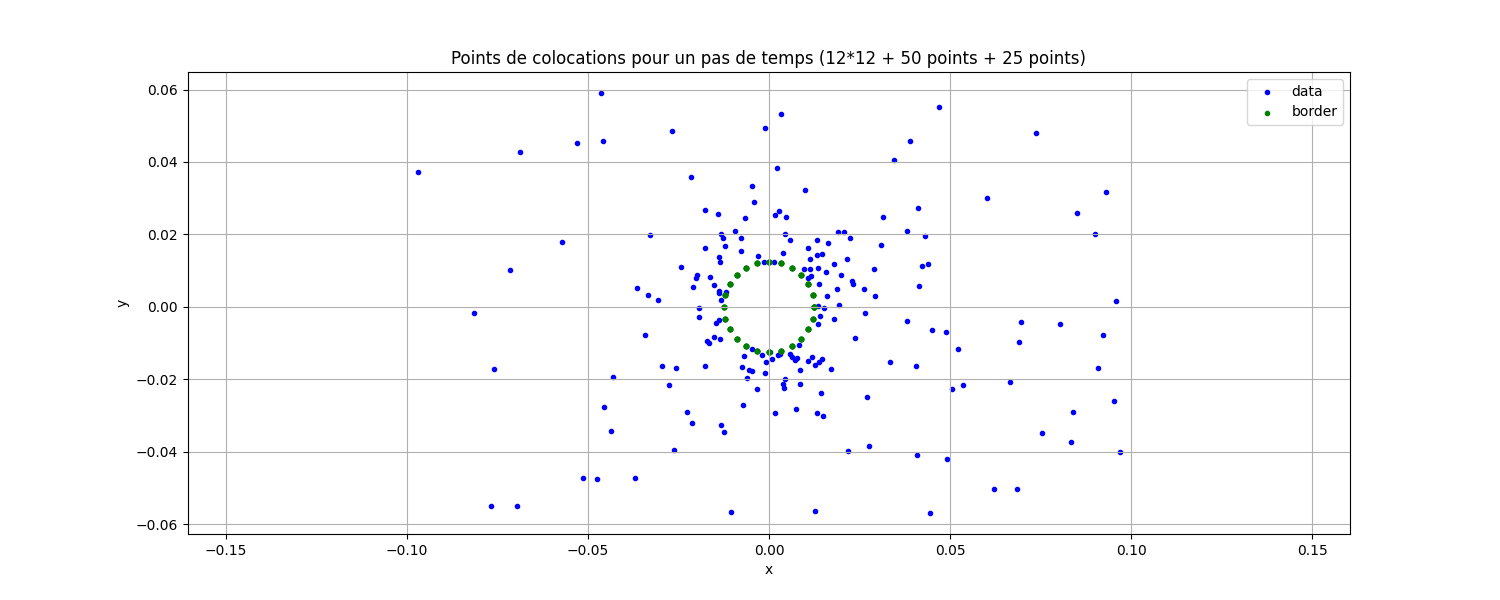 Points de colocations pour un pas de temps (12*12 + 50 points + 25 points)
data
border
0.06
0.04
0.02
0.00
−0.02
−0.04
−0.06
y
−0.15
−0.10
−0.05
0.00
0.05
0.10
0.15
x